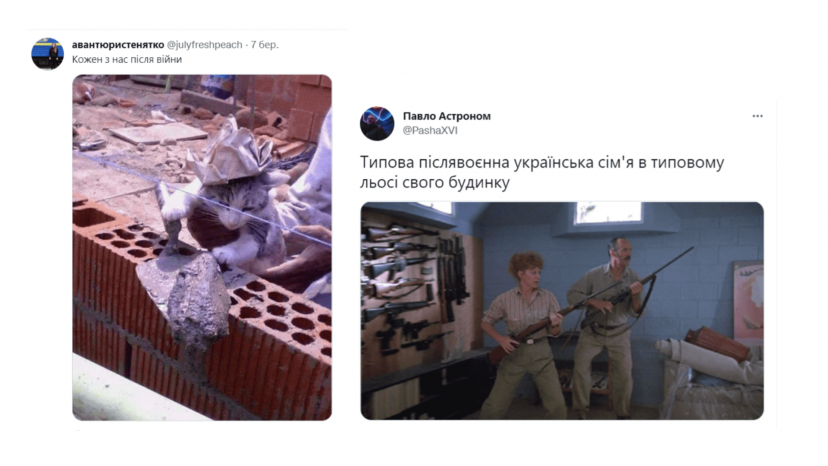 авантюристенятко @julyfreshpeach · 7 бер.
Кожен з нас після війни
Павло Астроном
@PashaXVI
Типова післявоєнна українська сім'я в типовому
льосі свого будинку